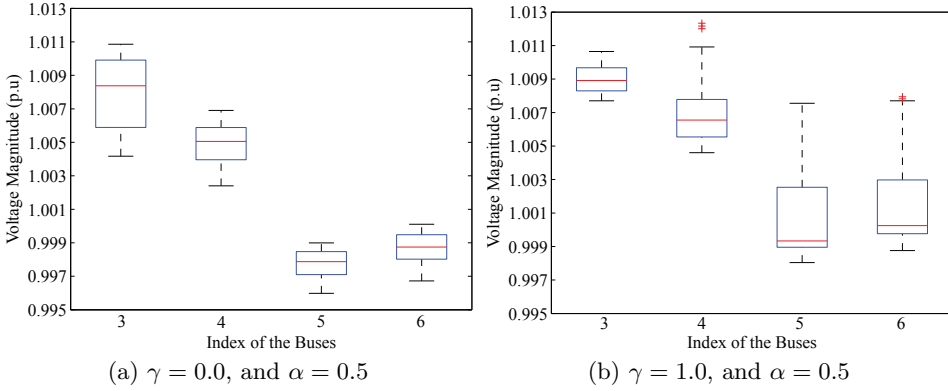 1.013
1.011
1.009
1.007
1.005
1.003
1.001
0.999
0.997
0.995
Voltage Magnitude (p.u)
3 4 5 6
Index of the Buses
(a) γ = 0.0, and α = 0.5
1.013
1.011
1.009
1.007
1.005
1.003
1.001
0.999
0.997
0.995
Voltage Magnitude (p.u)
3 4 5 6
Index of the Buses
(b) γ = 1.0, and α = 0.5